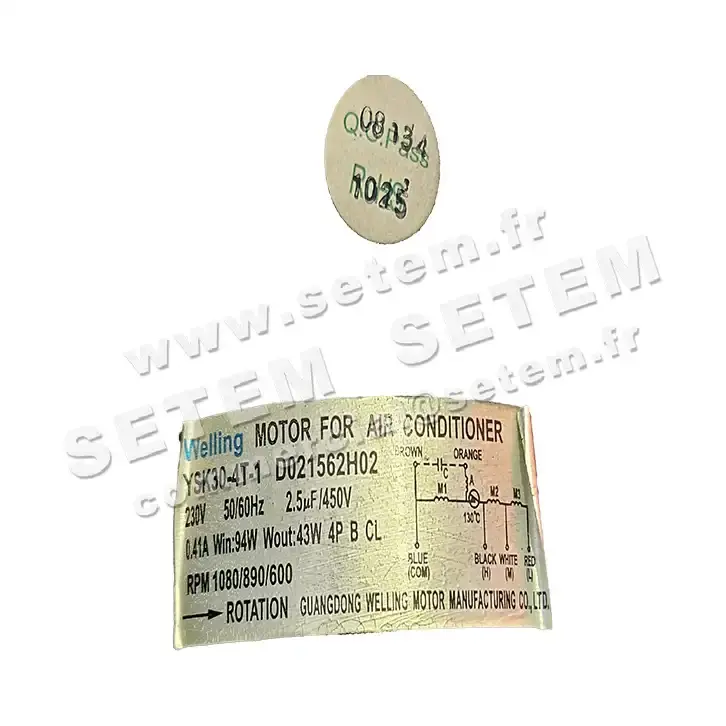 08134
Q.C.Pass
RoHS
1025
www.setem.fr
SETEM SETEM
@setem.fr
Welling MOTOR FOR AIR CONDITIONER
YSK30-4T-1 D021562H02
230V 50/60Hz 2.5µF/450V
0.41A Win:94W Wout:43W 4P B CL
RPM 1080/890/600
ROTATION GUANGDONG WELLING MOTOR MANUFACTURING CO.,LTD.
BROWN ORANGE
C
A
M1 M2 M3
130℃
BLUE BLACK WHITE RED
(COM) (H) (M) (L)